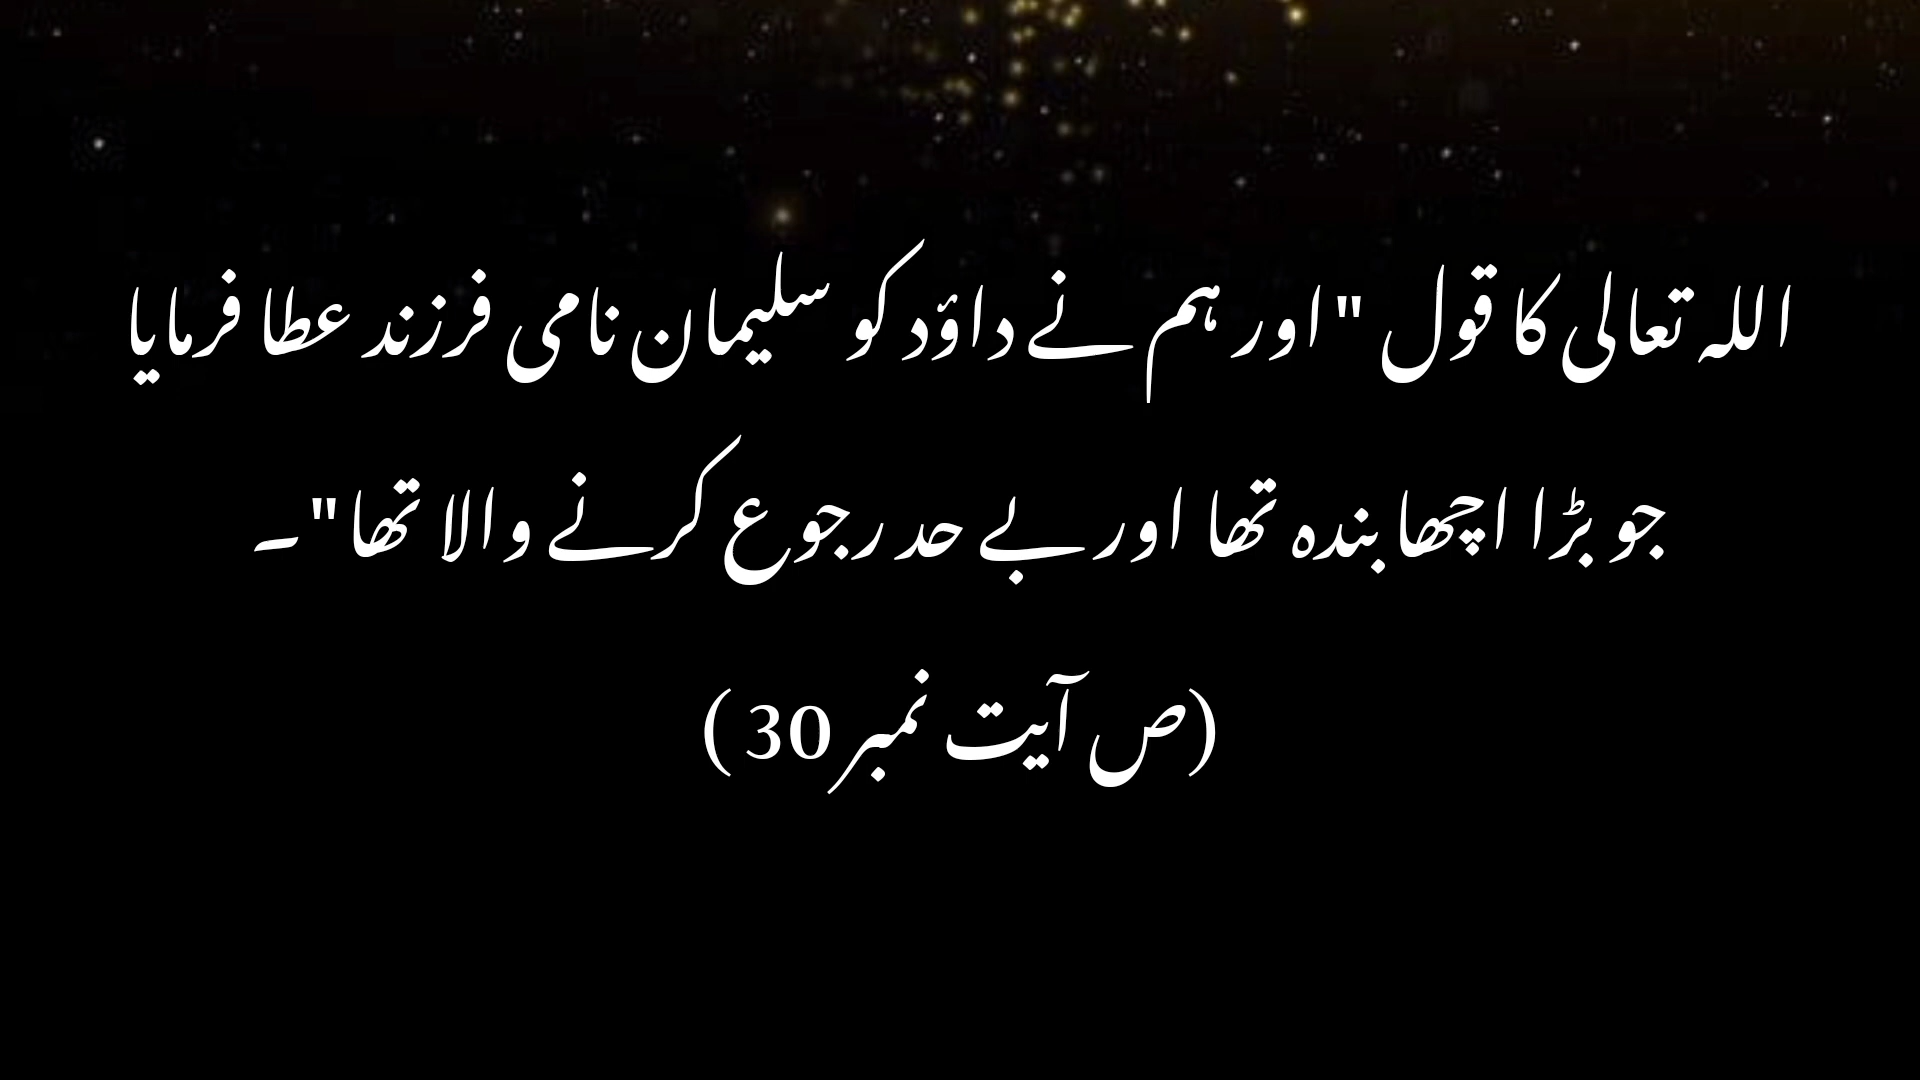 اللہ تعالی کا قول " اور ہم نے داؤد کو سلیمان نامی فرزند عطا فرمایا
جو بڑا اچھا بندہ تھا اور بے حد رجوع کرنے والا تھا"۔
(ص آیت نمبر 30 )